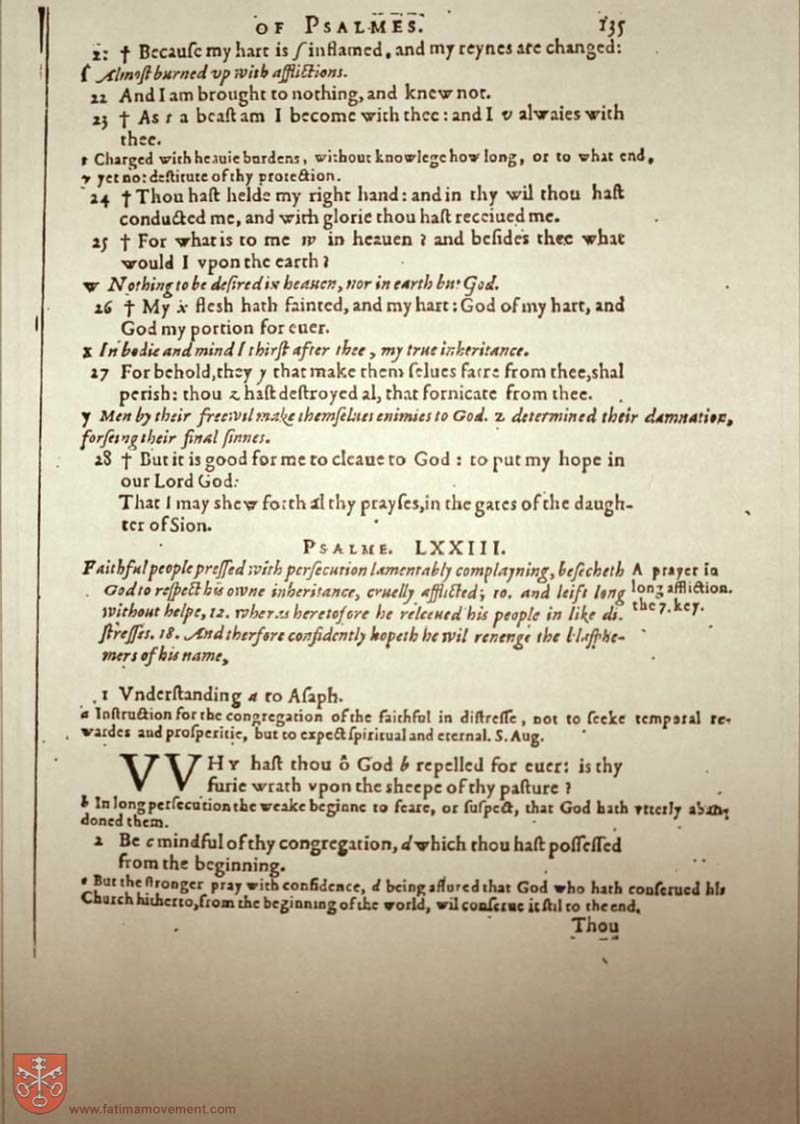 OF PSALMES. 135
21 † Becauſe my hart is ſ inflamed, and my reynes are changed:
ſ Almoſt burned vp with afflictions.
22 And I am brought to nothing, and knew not.
23 † As t a beaſt am I become with thee: and I v alwaies with
thee.
t Charged with heauie burdens, without knowlege how long, or to what end,
v yet not deſtitute of thy protection.
24 † Thou haſt helde my right hand: and in thy wil thou haſt
conducted me, and with glorie thou haſt receiued me.
25 † For what is to me w in heauen? and beſides thee what
would I vpon the earth?
w Nothing to be deſired in heauen, nor in earth but God.
26 † My x fleſh hath fainted, and my hart: God of my hart, and
God my portion for euer.
x In bodie and mind I thirſt after thee, my true inheritance.
27 For behold, they y that make them ſelues farre from thee, shal
perish: thou z haſt deſtroyed al, that fornicate from thee.
y Men by their freewil make themſelues enimies to God. z determined their damnation,
forſeing their final ſinnes.
28 † But it is good for me to cleaue to God: to put my hope in
our Lord God:
That I may shew forth al thy prayſes, in the gates of the daugh-
ter of Sion.
PSALME. LXXIII.
Faithful people preſſed with perſecution lamentably complayning, beſecheth
God to reſpect his owne inheritance, cruelly afflicted; 10. and leift long
without helpe, 12. wheras heretofore he releeued his people in like di-
ſtreſſes. 18. And therfore confidently hopeth he wil reuenge the blaſphe-
mers of his name,
A prayer in
long affliction.
the 7. key.
1 Vnderſtanding a to Aſaph.
a Inſtruction for the congregation of the faithful in diſtreſſe, not to ſeeke temporal re-
wardes and proſperitie, but to expect ſpiritual and eternal. S. Aug.
VVHY haſt thou ô God b repelled for euer: is thy
furie wrath vpon the sheepe of thy paſture?
b In long perſecution the weake beginne to feare, or ſuſpect, that God hath vtterly aban-
doned them.
2 Be c mindful of thy congregation, d which thou haſt poſſeſſed
from the beginning.
c But the ſtronger pray with confidence, d being aſſured that God who hath conſerued his
Church hitherto, from the beginning of the world, wil conſerue it ſtil to the end.
Thou
www.fatimamovement.com